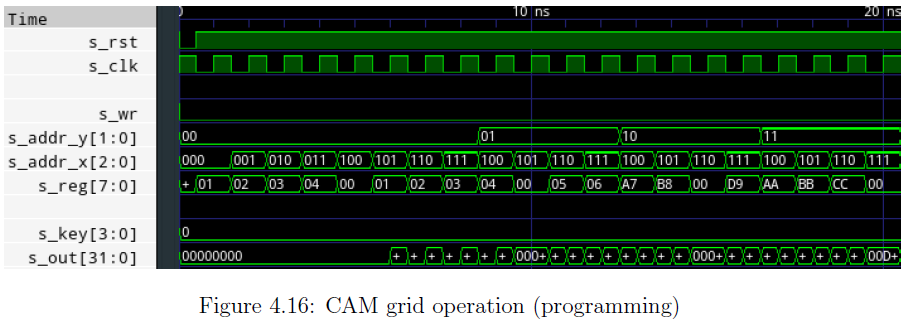 Time 10 ns 20 ns
s_rst
s_clk
s_wr
s_addr_y[1:0] 00 01 10 11
s_addr_x[2:0] 000 001 010 011 100 101 110 111 100 101 110 111 100 101 110 111 100 101 110 111
s_reg[7:0] + 01 02 03 04 00 01 02 03 04 00 05 06 A7 B8 00 D9 AA BB CC 00
s_key[3:0] 0
s_out[31:0] 00000000 + + + + + + + 000+ + + + + + + + + 000+ + + + + + + + + 00D+
Figure 4.16: CAM grid operation (programming)